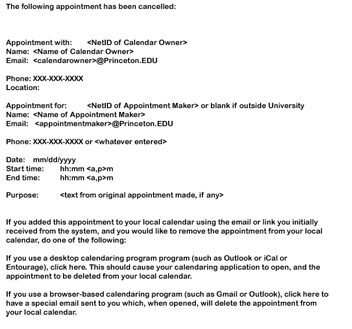 The following appointment has been cancelled:
Appointment with: <NetID of Calendar Owner>
Name: <Name of Calendar Owner>
Email: <calendarowner>@Princeton.EDU
Phone: XXX-XXX-XXXX
Location:
Appointment for: <NetID of Appointment Maker> or blank if outside University
Name: <Name of Appointment Maker>
Email: <appointmentmaker>@Princeton.EDU
Phone: XXX-XXX-XXXX or <whatever entered>
Date: mm/dd/yyyy
Start time: hh:mm <a,p>m
End time: hh:mm <a,p>m
Purpose: <text from original appointment made, if any>
If you added this appointment to your local calendar using the email or link you initially
received from the system, and you would like to remove the appointment from your local
calendar, do one of the following:
If you use a desktop calendaring program program (such as Outlook or iCal or
Entourage), click here. This should cause your calendaring application to open, and the
appointment to be deleted from your local calendar.
If you use a browser-based calendaring program (such as Gmail or Outlook), click here to
have a special email sent to you which, when opened, will delete the appointment from
your local calendar.